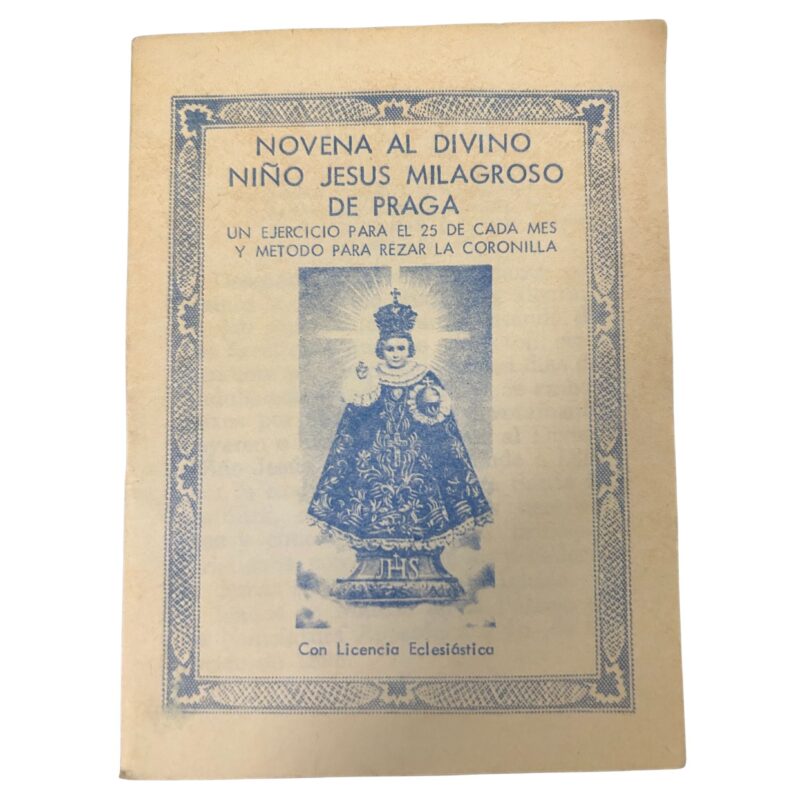 NOVENA AL DIVINO
NIÑO JESUS MILAGROSO
DE PRAGA
UN EJERCICIO PARA EL 25 DE CADA MES
Y METODO PARA REZAR LA CORONILLA
JHS
Con Licencia Eclesiástica